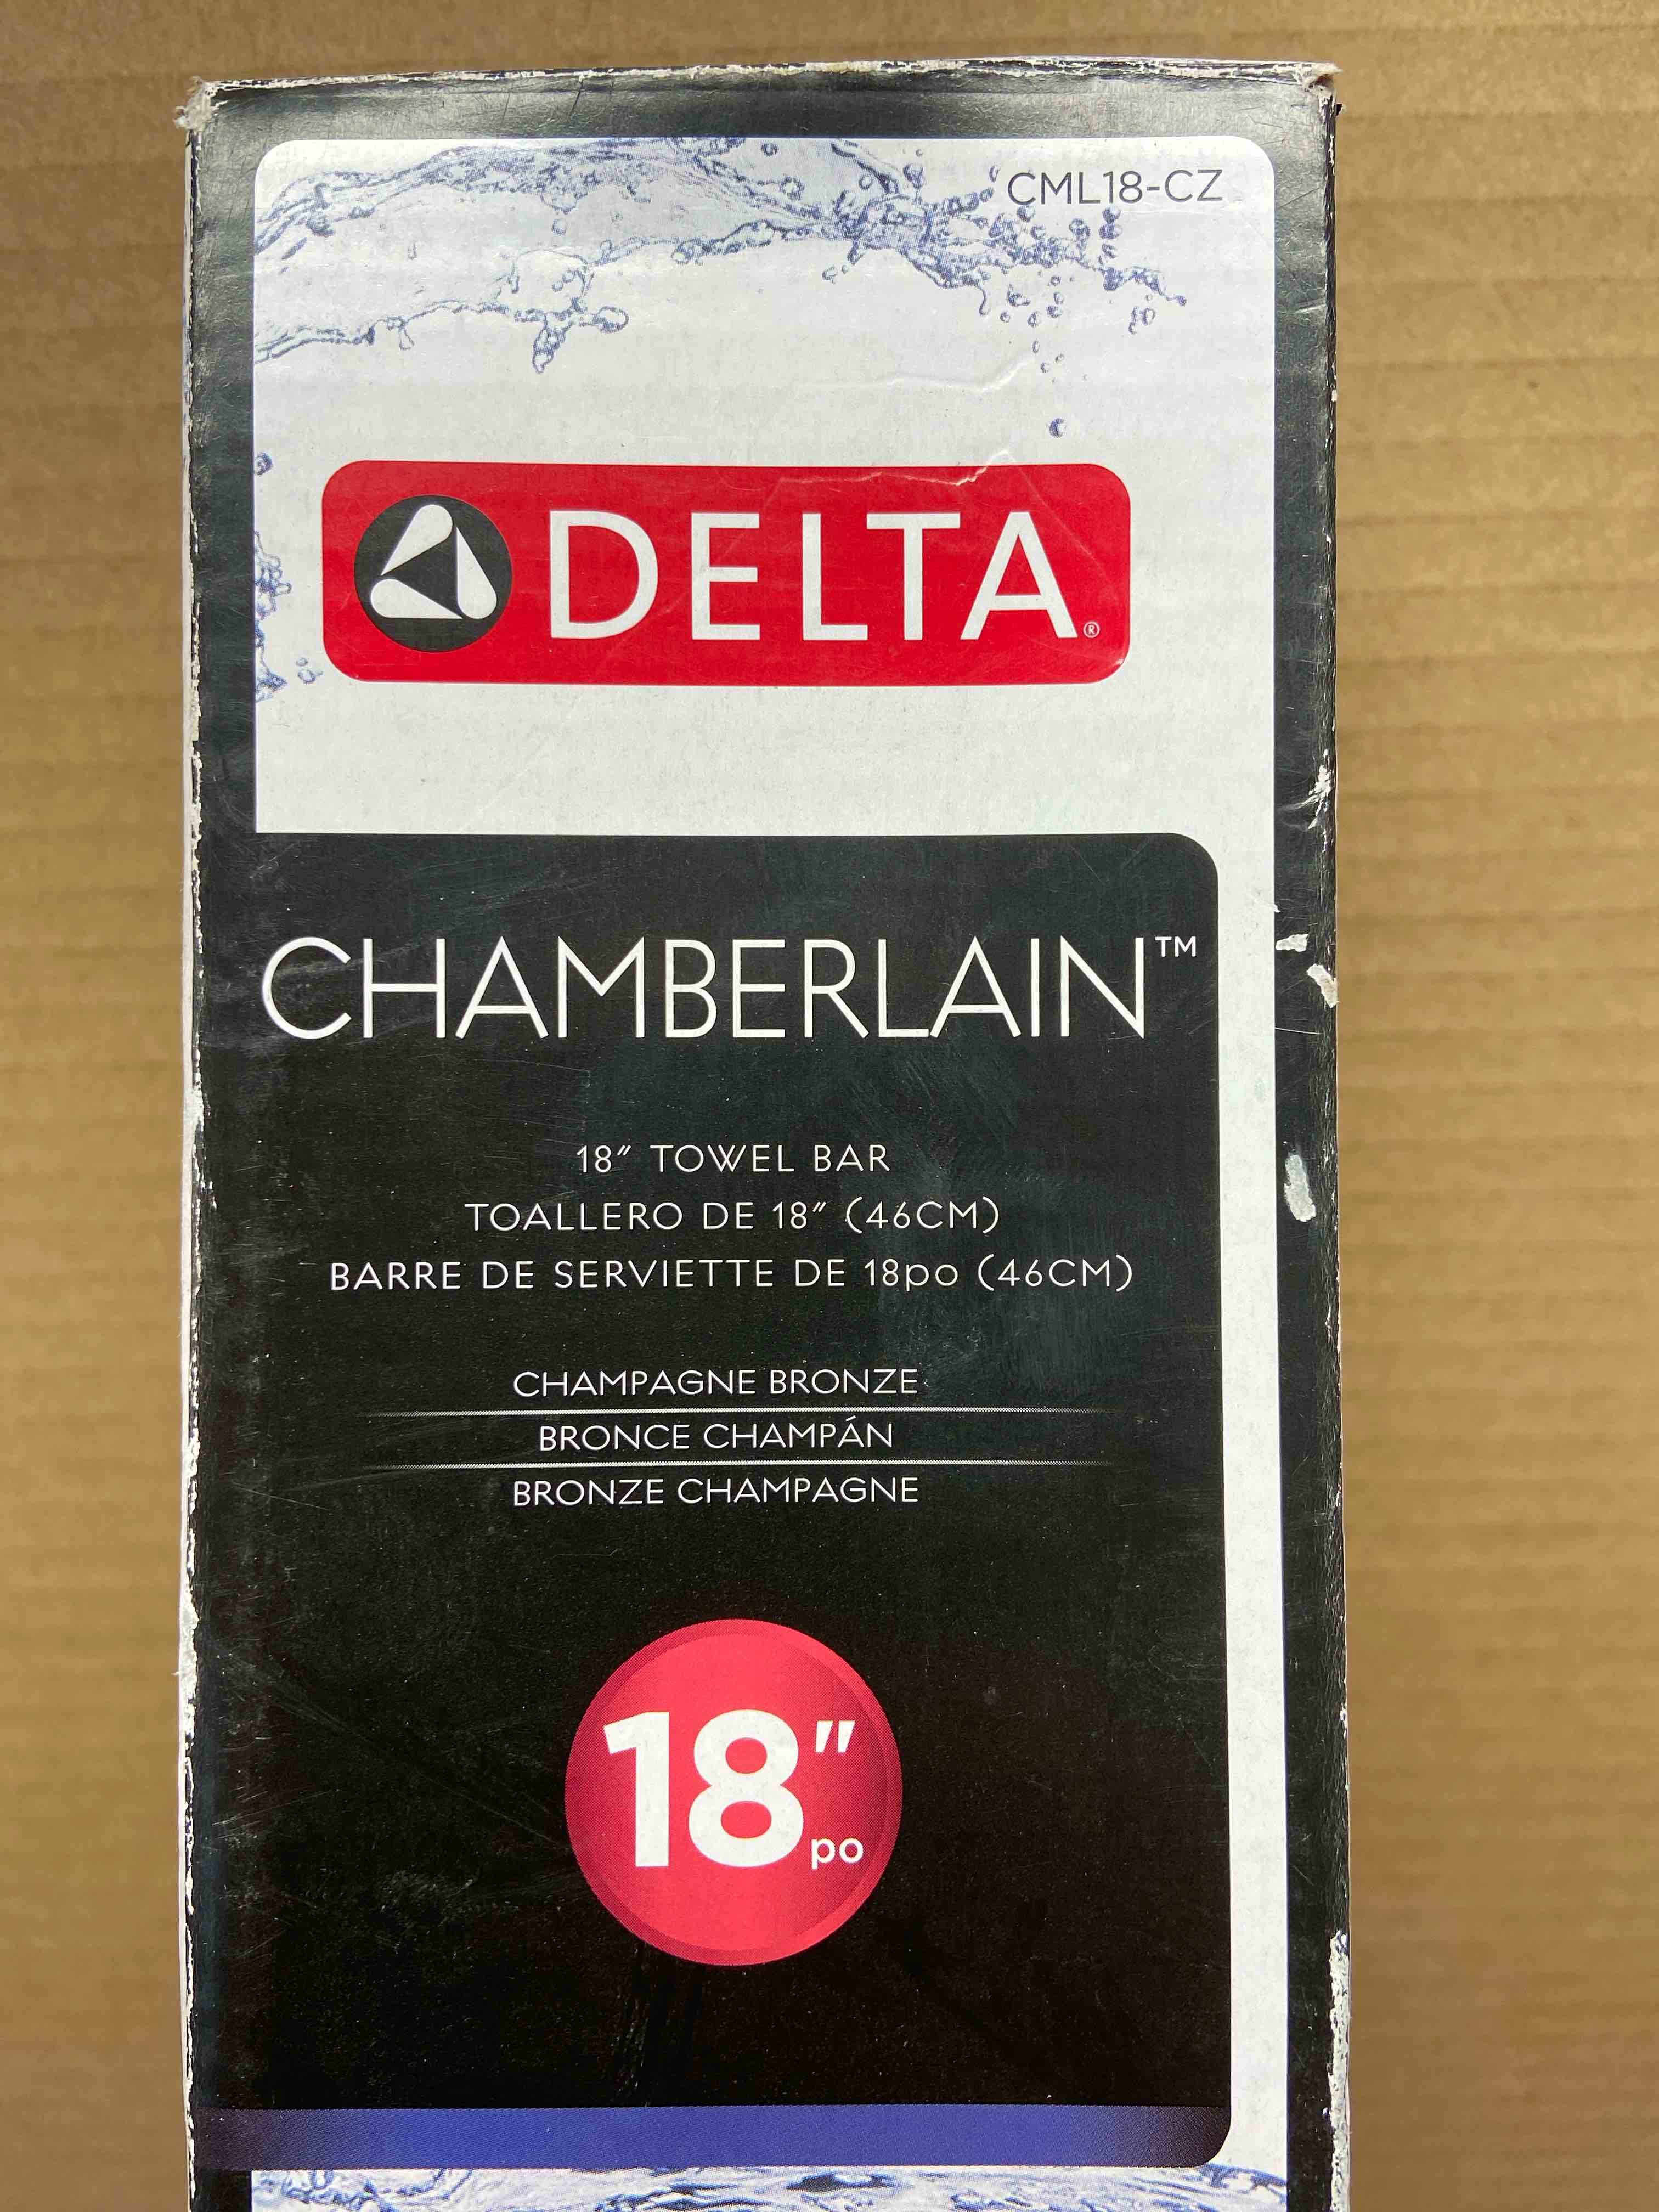 CML18-CZ
DELTA®
CHAMBERLAIN™
18" TOWEL BAR
TOALLERO DE 18" (46CM)
BARRE DE SERVIETTE DE 18po (46CM)
CHAMPAGNE BRONZE
BRONCE CHAMPÁN
BRONZE CHAMPAGNE
18"
po